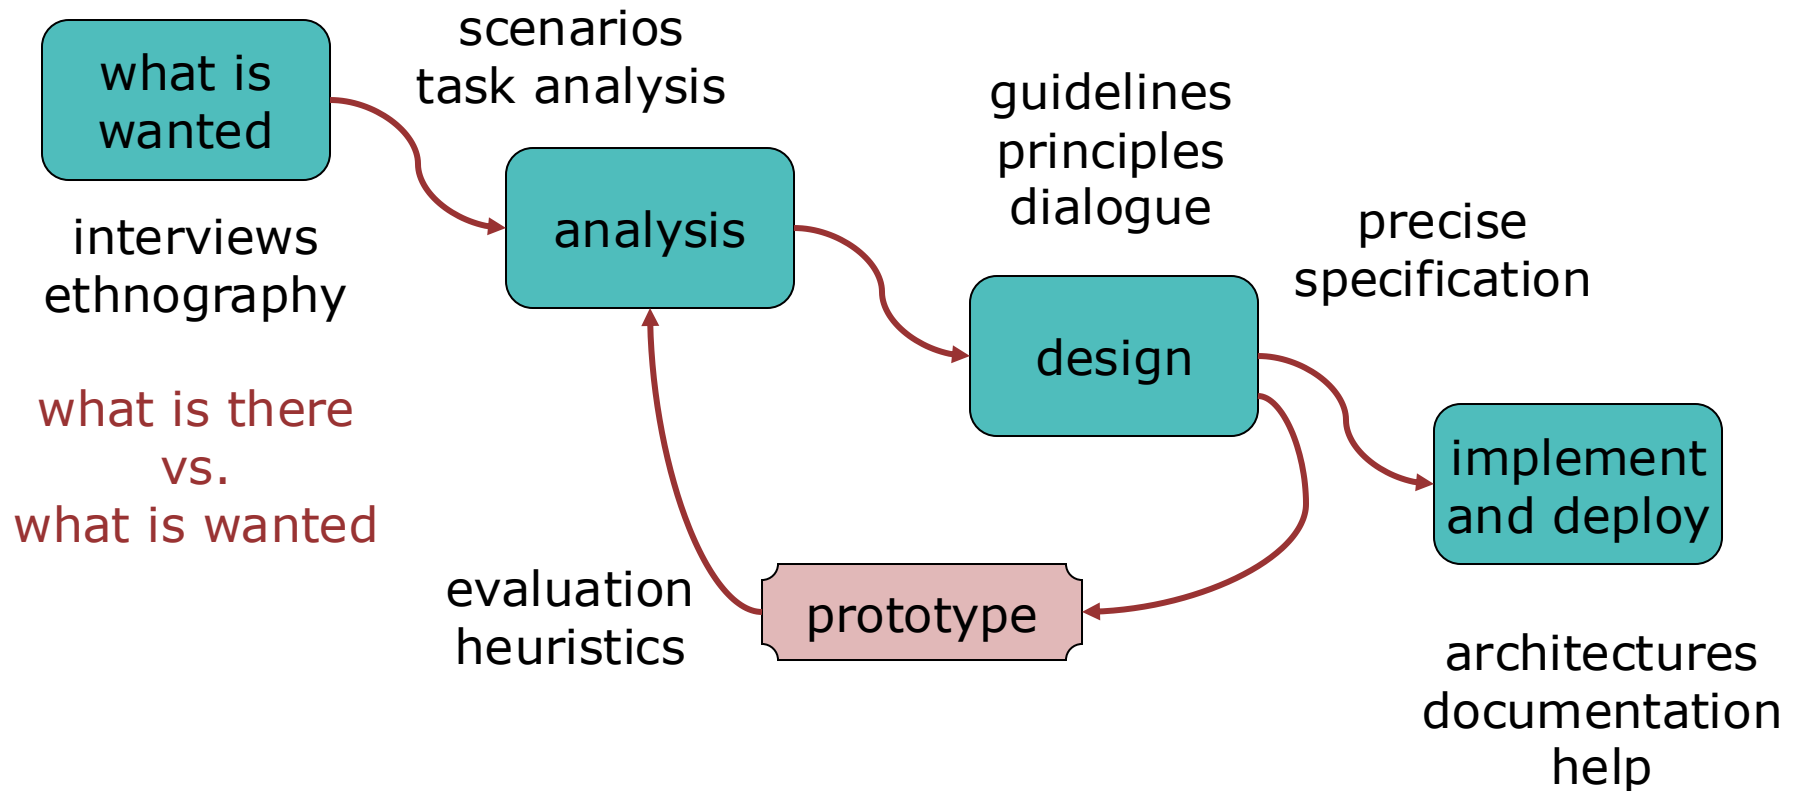 what is
wanted
scenarios
task analysis
interviews
ethnography
analysis
guidelines
principles
dialogue
design
precise
specification
what is there
vs.
what is wanted
implement
and deploy
evaluation
heuristics
prototype
architectures
documentation
help